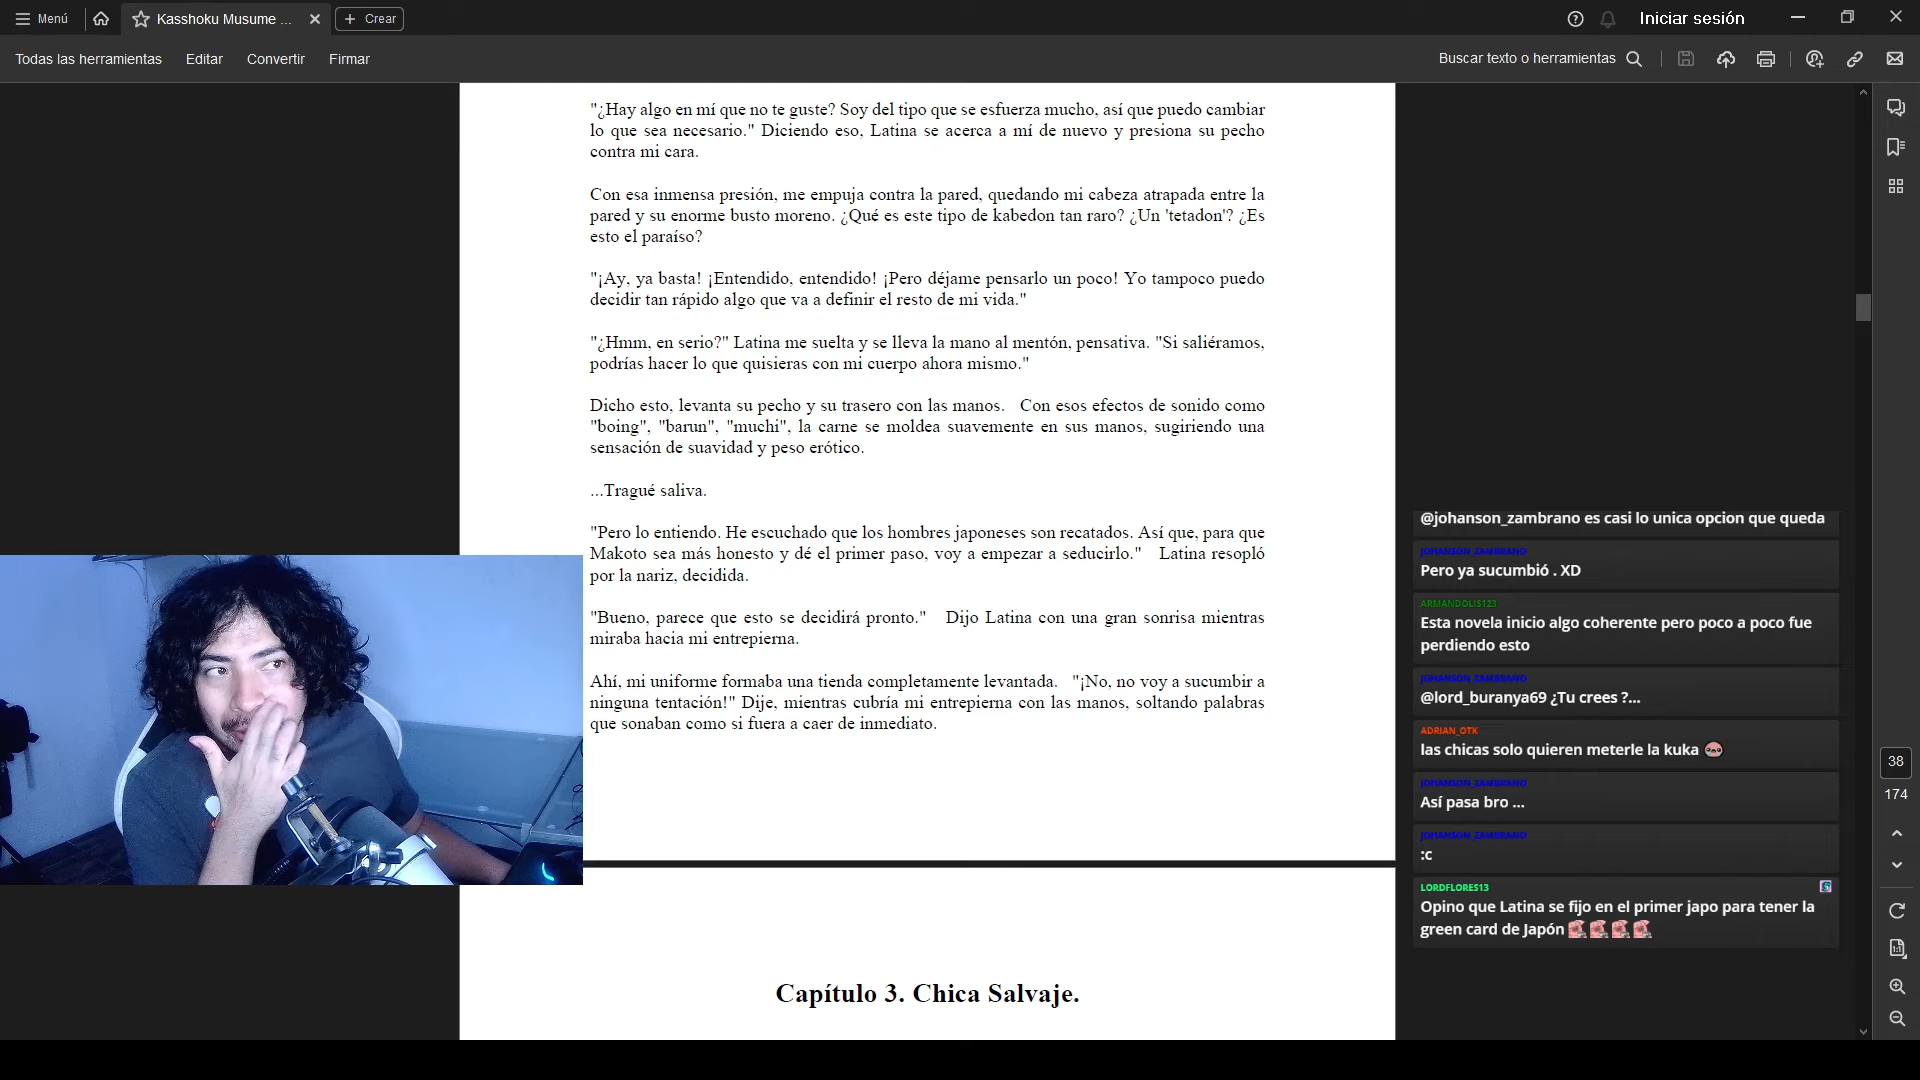 Menú
Kasshoku Musume ...
Crear
Iniciar sesión
Todas las herramientas
Editar
Convertir
Firmar
Buscar texto o herramientas
"¿Hay algo en mí que no te guste? Soy del tipo que se esfuerza mucho, así que puedo cambiar
lo que sea necesario." Diciendo eso, Latina se acerca a mí de nuevo y presiona su pecho
contra mi cara.
Con esa inmensa presión, me empuja contra la pared, quedando mi cabeza atrapada entre la
pared y su enorme busto moreno. ¿Qué es este tipo de kabedon tan raro? ¿Un 'tetadon'? ¿Es
esto el paraíso?
"¡Ay, ya basta! ¡Entendido, entendido! ¡Pero déjame pensarlo un poco! Yo tampoco puedo
decidir tan rápido algo que va a definir el resto de mi vida."
"¿Hmm, en serio?" Latina me suelta y se lleva la mano al mentón, pensativa. "Si saliéramos,
podrías hacer lo que quisieras con mi cuerpo ahora mismo."
Dicho esto, levanta su pecho y su trasero con las manos. Con esos efectos de sonido como
"boing", "barun", "muchi", la carne se moldea suavemente en sus manos, sugiriendo una
sensación de suavidad y peso erótico.
...Tragué saliva.
"Pero lo entiendo. He escuchado que los hombres japoneses son recatados. Así que, para que
Makoto sea más honesto y dé el primer paso, voy a empezar a seducirlo." Latina resopló
por la nariz, decidida.
"Bueno, parece que esto se decidirá pronto." Dijo Latina con una gran sonrisa mientras
miraba hacia mi entrepierna.
Ahí, mi uniforme formaba una tienda completamente levantada. "¡No, no voy a sucumbir a
ninguna tentación!" Dije, mientras cubría mi entrepierna con las manos, soltando palabras
que sonaban como si fuera a caer de inmediato.
Capítulo 3. Chica Salvaje.
@johanson_zambrano es casi lo unica opcion que queda
JOHANSON_ZAMBRANO
Pero ya sucumbió . XD
ARMANDOLIS123
Esta novela inicio algo coherente pero poco a poco fue
perdiendo esto
JOHANSON_ZAMBRANO
@lord_buranya69 ¿Tu crees ?...
ADRIAN_OTK
las chicas solo quieren meterle la kuka
JOHANSON_ZAMBRANO
Así pasa bro ...
JOHANSON_ZAMBRANO
:c
LORDFLORES13
Opino que Latina se fijo en el primer japo para tener la
green card de Japón
38
174